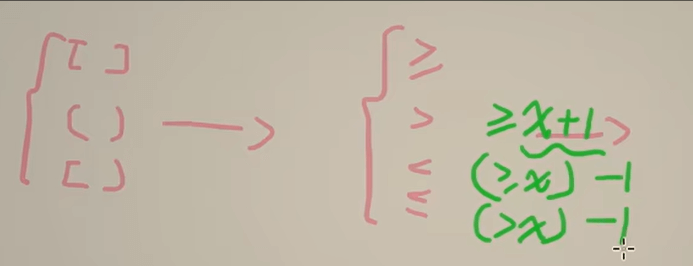 [ ] ≥
( ) → > ≥ x+1 >
[ ) < (≥x) -1
≤ (>x) -1